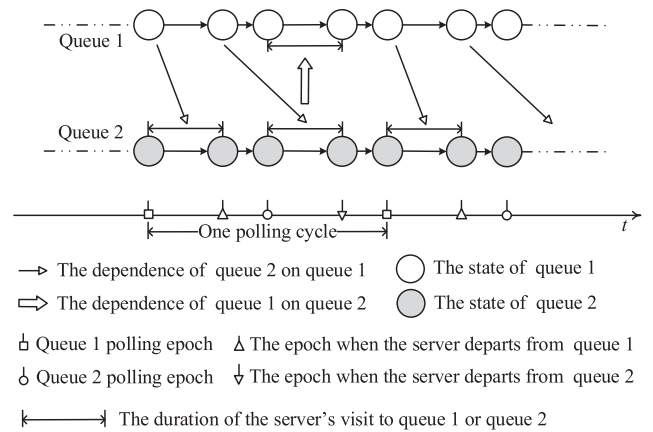 Queue 1
Queue 2
One polling cycle
t
The dependence of queue 2 on queue 1
The state of queue 1
The dependence of queue 1 on queue 2
The state of queue 2
Queue 1 polling epoch
The epoch when the server departs from queue 1
Queue 2 polling epoch
The epoch when the server departs from queue 2
The duration of the server's visit to queue 1 or queue 2